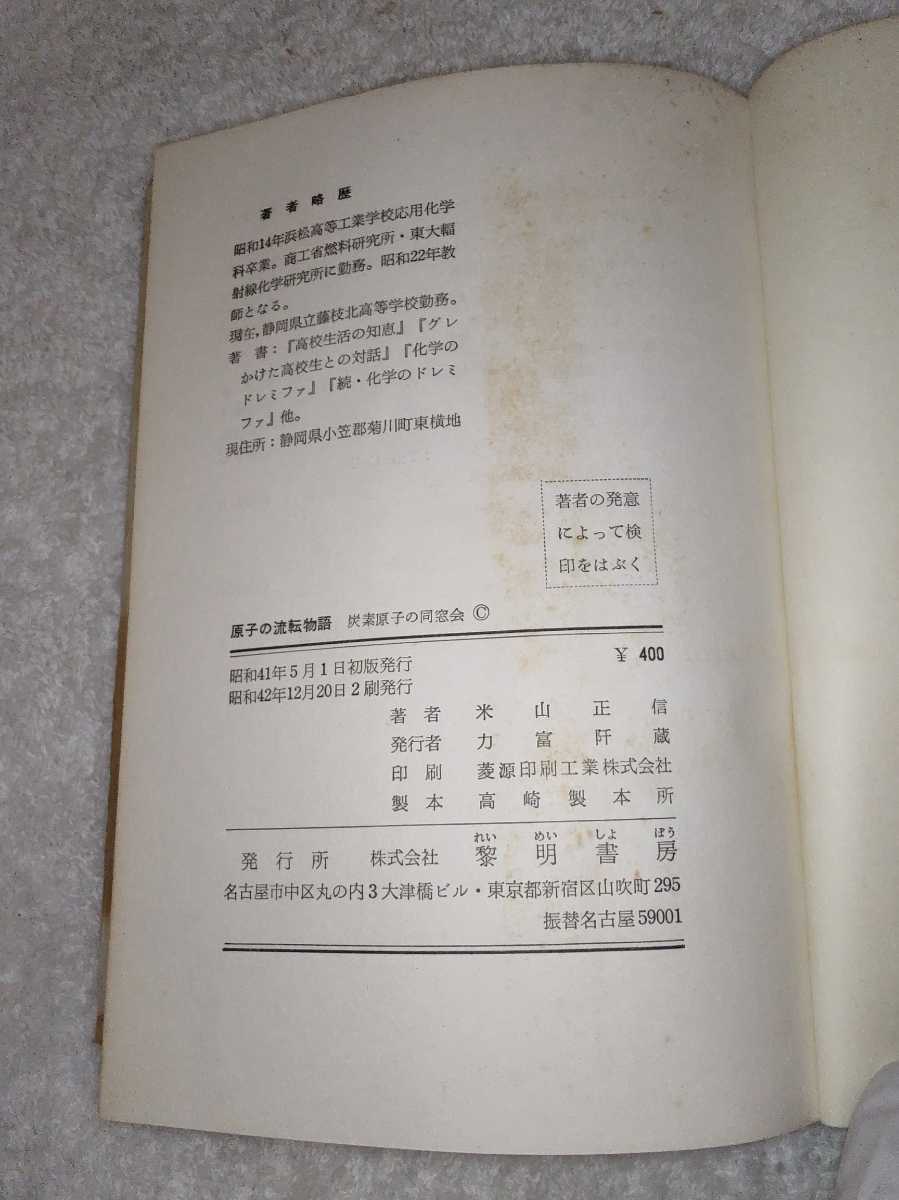 著者略歴
昭和14年浜松高等工業学校応用化学
科卒業。商工省燃料研究所・東大輻
射線化学研究所に勤務。昭和22年教
師となる。
現在,静岡県立藤枝北高等学校勤務。
著 書:『高校生活の知恵』『グレ
かけた高校生との対話』『化学の
ドレミファ』『続・化学のドレミ
ファ』他。
現住所:静岡県小笠郡菊川町東横地
著者の発意
によって検
印をはぶく
原子の流転物語 炭素原子の同窓会 ©
昭和41年5月1日初版発行 ¥ 400
昭和42年12月20日2刷発行
著者 米山正信
発行者 力富阡蔵
印刷 菱源印刷工業株式会社
製本 高崎製本所
れい めい しよ ぼう
発行所 株式会社 黎明書房
名古屋市中区丸の内3大津橋ビル・東京都新宿区山吹町295
振替名古屋59001